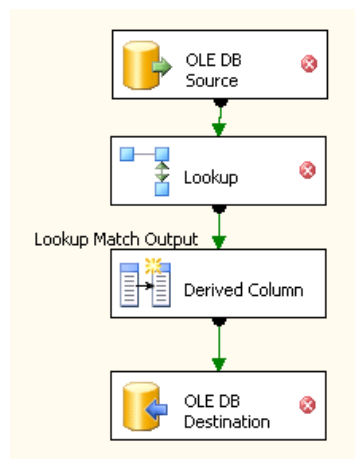 OLE DB
Source
Lookup
Lookup Match Output
Derived Column
OLE DB
Destination